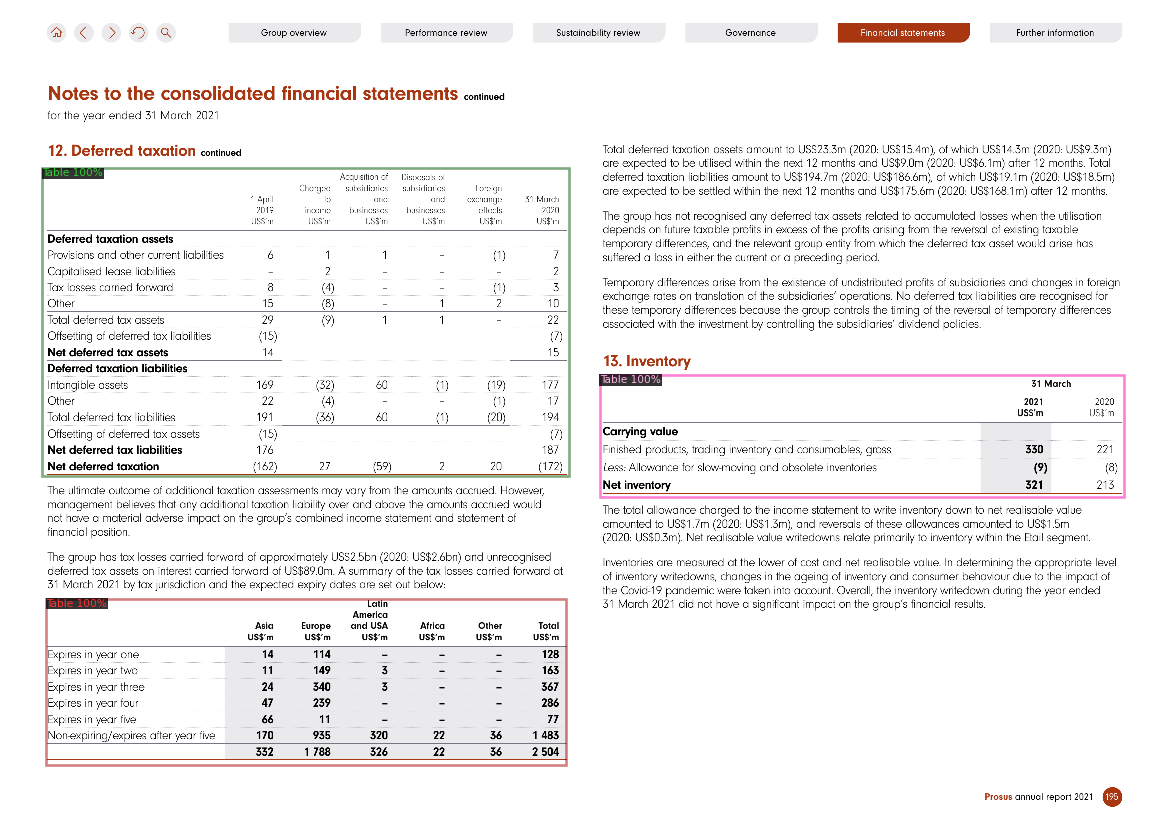 Group overview
Performance review
Sustainability review
Governance
Financial statements
Further information
Notes to the consolidated financial statements continued
for the year ended 31 March 2021
12. Deferred taxation continued
Table 100%
1 April 2019 US$'m | Charged to income US$'m | Acquisition of subsidiaries and businesses US$'m | Disposals of subsidiaries and businesses US$'m | Foreign exchange effects US$'m | 31 March 2020 US$'m
Deferred taxation assets
Provisions and other current liabilities 6 1 1 – (1) 7
Capitalised lease liabilities – 2 – – – 2
Tax losses carried forward 8 (4) – – (1) 3
Other 15 (8) – 1 2 10
Total deferred tax assets 29 (9) 1 1 – 22
Offsetting of deferred tax liabilities (15) (7)
Net deferred tax assets 14 15
Deferred taxation liabilities
Intangible assets 169 (32) 60 (1) (19) 177
Other 22 (4) – – (1) 17
Total deferred tax liabilities 191 (36) 60 (1) (20) 194
Offsetting of deferred tax assets (15) (7)
Net deferred tax liabilities 176 187
Net deferred taxation (162) 27 (59) 2 20 (172)
The ultimate outcome of additional taxation assessments may vary from the amounts accrued. However,
management believes that any additional taxation liability over and above the amounts accrued would
not have a material adverse impact on the group's combined income statement and statement of
financial position.
The group has tax losses carried forward of approximately US$2.5bn (2020: US$2.6bn) and unrecognised
deferred tax assets on interest carried forward of US$89.0m. A summary of the tax losses carried forward at
31 March 2021 by tax jurisdiction and the expected expiry dates are set out below:
Table 100%
Asia US$'m | Europe US$'m | Latin America and USA US$'m | Africa US$'m | Other US$'m | Total US$'m
Expires in year one 14 114 – – – 128
Expires in year two 11 149 3 – – 163
Expires in year three 24 340 3 – – 367
Expires in year four 47 239 – – – 286
Expires in year five 66 11 – – – 77
Non-expiring/expires after year five 170 935 320 22 36 1 483
332 1 788 326 22 36 2 504
Total deferred taxation assets amount to US$23.3m (2020: US$15.4m), of which US$14.3m (2020: US$9.3m)
are expected to be utilised within the next 12 months and US$9.0m (2020: US$6.1m) after 12 months. Total
deferred taxation liabilities amount to US$194.7m (2020: US$186.6m), of which US$19.1m (2020: US$18.5m)
are expected to be settled within the next 12 months and US$175.6m (2020: US$168.1m) after 12 months.
The group has not recognised any deferred tax assets related to accumulated losses when the utilisation
depends on future taxable profits in excess of the profits arising from the reversal of existing taxable
temporary differences, and the relevant group entity from which the deferred tax asset would arise has
suffered a loss in either the current or a preceding period.
Temporary differences arise from the existence of undistributed profits of subsidiaries and changes in foreign
exchange rates on translation of the subsidiaries' operations. No deferred tax liabilities are recognised for
these temporary differences because the group controls the timing of the reversal of temporary differences
associated with the investment by controlling the subsidiaries' dividend policies.
13. Inventory
Table 100%
31 March
2021 US$'m | 2020 US$'m
Carrying value
Finished products, trading inventory and consumables, gross 330 221
Less: Allowance for slow-moving and obsolete inventories (9) (8)
Net inventory 321 213
The total allowance charged to the income statement to write inventory down to net realisable value
amounted to US$1.7m (2020: US$1.3m), and reversals of these allowances amounted to US$1.5m
(2020: US$0.3m). Net realisable value writedowns relate primarily to inventory within the Etail segment.
Inventories are measured at the lower of cost and net realisable value. In determining the appropriate level
of inventory writedowns, changes in the ageing of inventory and consumer behaviour due to the impact of
the Covid-19 pandemic were taken into account. Overall, the inventory writedown during the year ended
31 March 2021 did not have a significant impact on the group's financial results.
Prosus annual report 2021 195